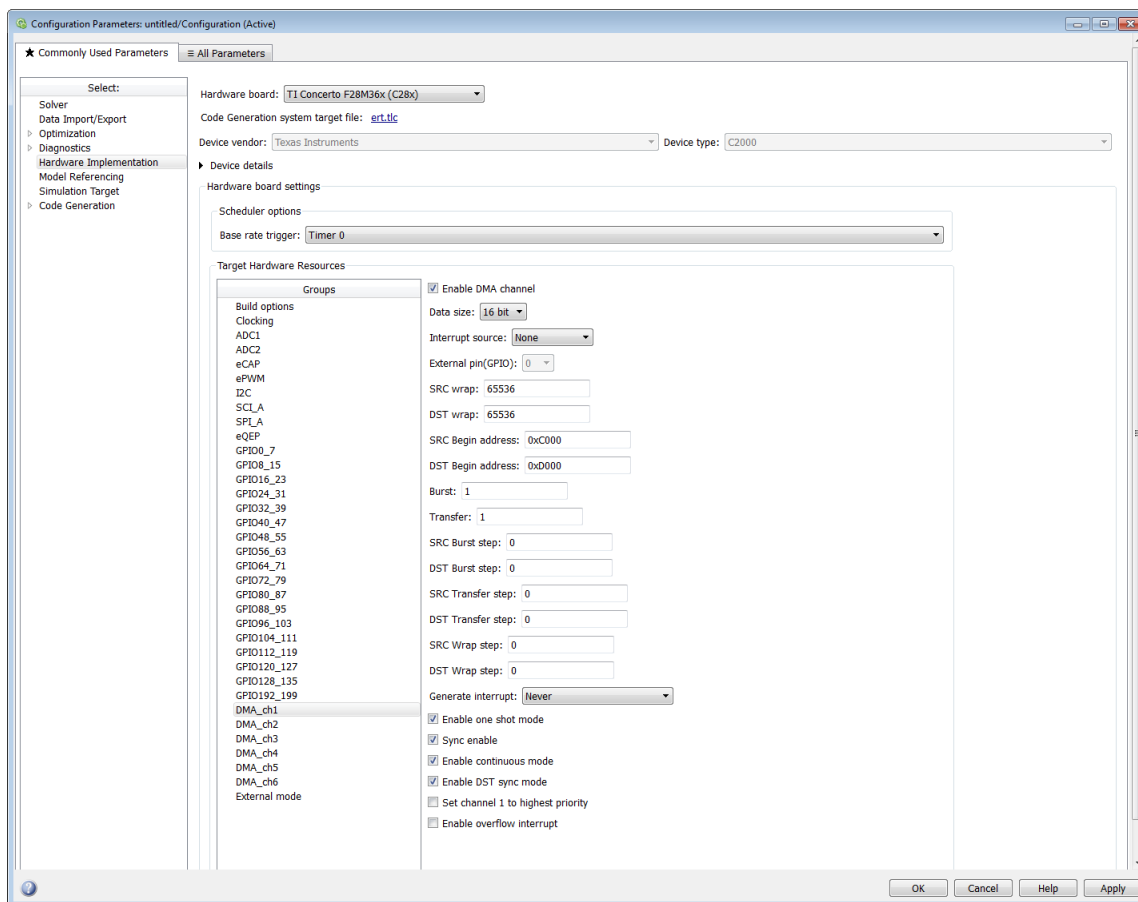 Configuration Parameters: untitled/Configuration (Active)
★ Commonly Used Parameters
≡ All Parameters
Select:
Solver
Data Import/Export
Optimization
Diagnostics
Hardware Implementation
Model Referencing
Simulation Target
Code Generation
Hardware board: TI Concerto F28M36x (C28x)
Code Generation system target file: ert.tlc
Device vendor: Texas Instruments Device type: C2000
Device details
Hardware board settings
Scheduler options
Base rate trigger: Timer 0
Target Hardware Resources
Groups
Build options
Clocking
ADC1
ADC2
eCAP
ePWM
I2C
SCI_A
SPI_A
eQEP
GPIO0_7
GPIO8_15
GPIO16_23
GPIO24_31
GPIO32_39
GPIO40_47
GPIO48_55
GPIO56_63
GPIO64_71
GPIO72_79
GPIO80_87
GPIO88_95
GPIO96_103
GPIO104_111
GPIO112_119
GPIO120_127
GPIO128_135
GPIO192_199
DMA_ch1
DMA_ch2
DMA_ch3
DMA_ch4
DMA_ch5
DMA_ch6
External mode
Enable DMA channel
Data size: 16 bit
Interrupt source: None
External pin(GPIO): 0
SRC wrap: 65536
DST wrap: 65536
SRC Begin address: 0xC000
DST Begin address: 0xD000
Burst: 1
Transfer: 1
SRC Burst step: 0
DST Burst step: 0
SRC Transfer step: 0
DST Transfer step: 0
SRC Wrap step: 0
DST Wrap step: 0
Generate interrupt: Never
Enable one shot mode
Sync enable
Enable continuous mode
Enable DST sync mode
Set channel 1 to highest priority
Enable overflow interrupt
OK Cancel Help Apply